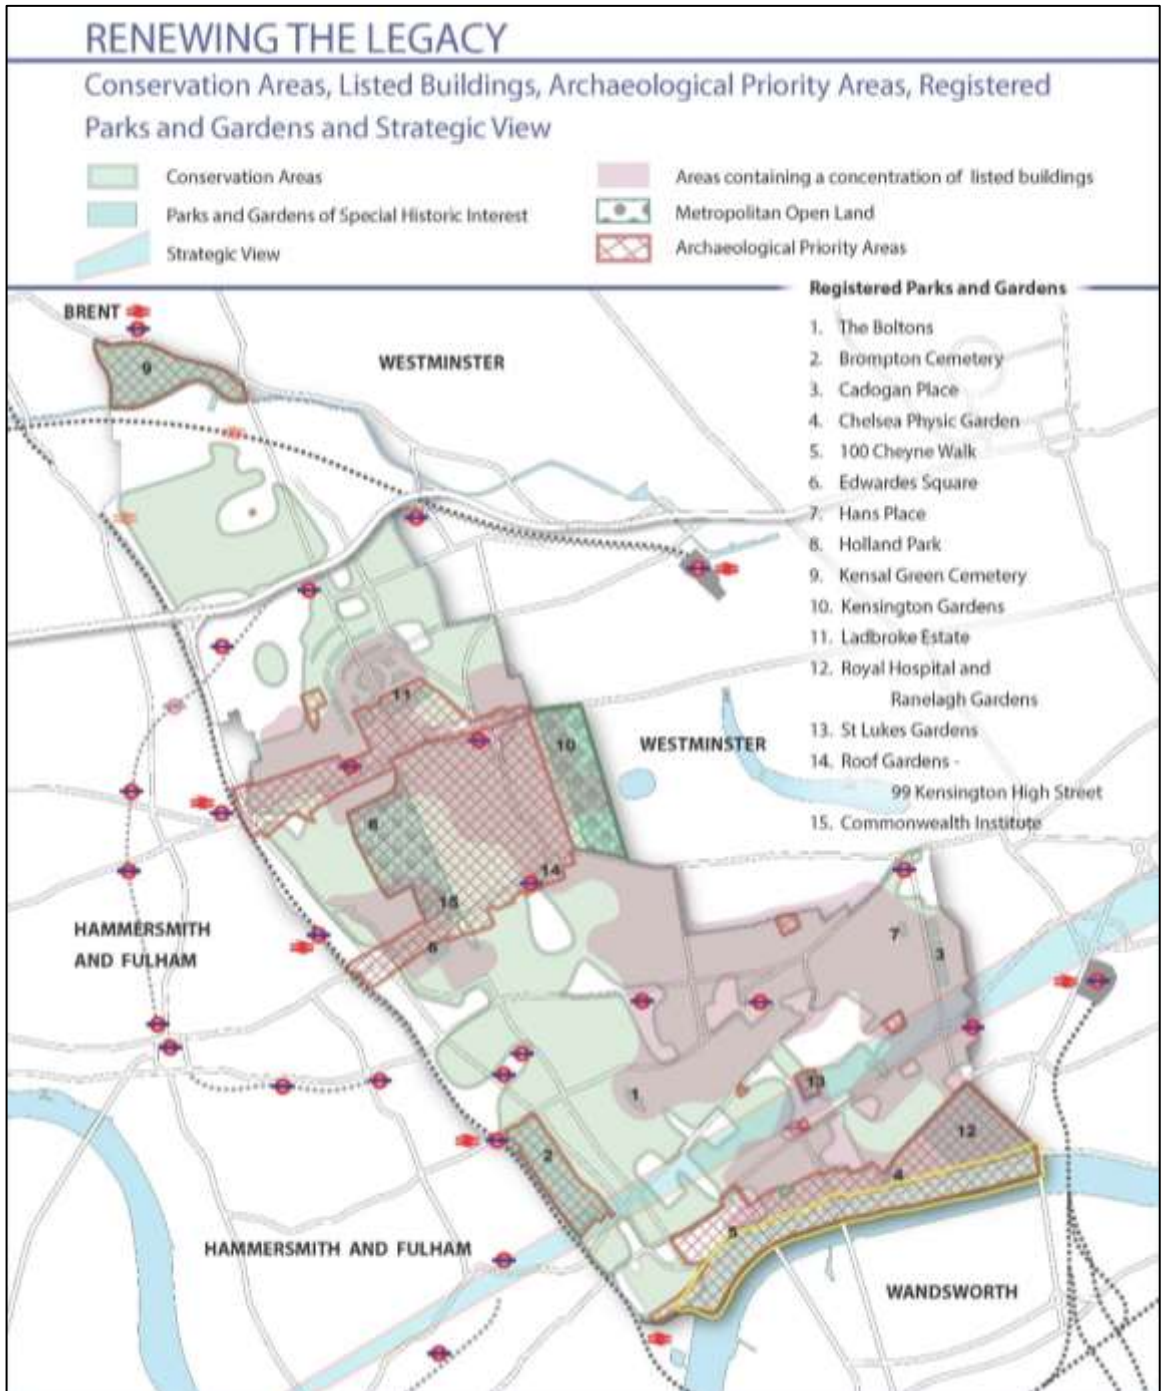 RENEWING THE LEGACY
Conservation Areas, Listed Buildings, Archaeological Priority Areas, Registered
Parks and Gardens and Strategic View
Conservation Areas
Parks and Gardens of Special Historic Interest
Strategic View
Areas containing a concentration of listed buildings
Metropolitan Open Land
Archaeological Priority Areas
Registered Parks and Gardens
1. The Boltons
2. Brompton Cemetery
3. Cadogan Place
4. Chelsea Physic Garden
5. 100 Cheyne Walk
6. Edwardes Square
7. Hans Place
8. Holland Park
9. Kensal Green Cemetery
10. Kensington Gardens
11. Ladbroke Estate
12. Royal Hospital and
Ranelagh Gardens
13. St Lukes Gardens
14. Roof Gardens -
99 Kensington High Street
15. Commonwealth Institute
BRENT
9
WESTMINSTER
11
10
WESTMINSTER
8
14
15
6
7
3
HAMMERSMITH
AND FULHAM
13
1
12
2
4
5
HAMMERSMITH AND FULHAM
WANDSWORTH